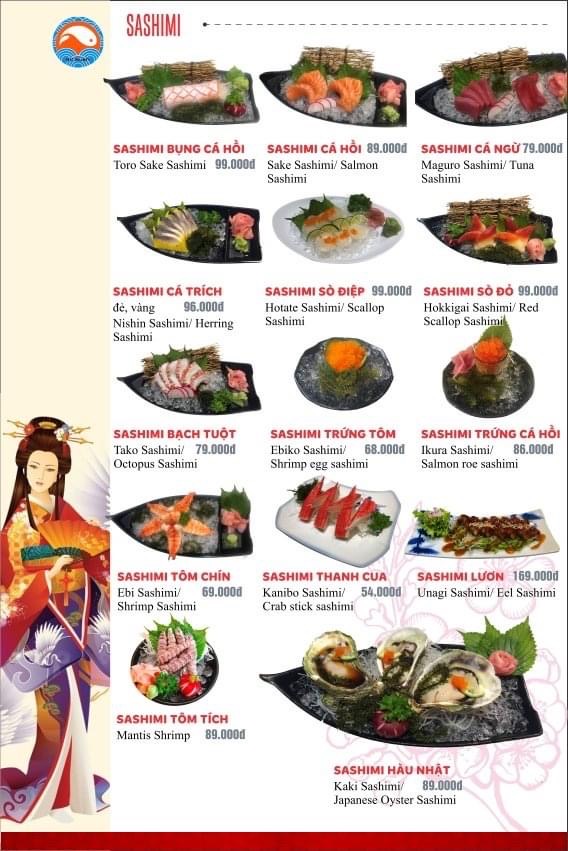 SASHIMI
SASHIMI BỤNG CÁ HỒI
Toro Sake Sashimi 99.000đ
SASHIMI CÁ HỒI 89.000đ
Sake Sashimi/ Salmon
Sashimi
SASHIMI CÁ NGỪ 79.000đ
Maguro Sashimi/ Tuna
Sashimi
SASHIMI CÁ TRÍCH
đỏ, vàng 96.000đ
Nishin Sashimi/ Herring
Sashimi
SASHIMI SÒ ĐIỆP 99.000đ
Hotate Sashimi/ Scallop
Sashimi
SASHIMI SÒ ĐỎ 99.000đ
Hokkigai Sashimi/ Red
Scallop Sashimi
SASHIMI BẠCH TUỘT
Tako Sashimi/ 79.000đ
Octopus Sashimi
SASHIMI TRỨNG TÔM
Ebiko Sashimi/ 68.000đ
Shrimp egg sashimi
SASHIMI TRỨNG CÁ HỒI
Ikura Sashimi/ 86.000đ
Salmon roe sashimi
SASHIMI TÔM CHÍN
Ebi Sashimi/ 69.000đ
Shrimp Sashimi
SASHIMI THANH CUA
Kanibo Sashimi/ 54.000đ
Crab stick sashimi
SASHIMI LƯƠN 169.000đ
Unagi Sashimi/ Eel Sashimi
SASHIMI TÔM TÍCH
Mantis Shrimp 89.000đ
SASHIMI HÀU NHẬT
Kaki Sashimi/ 89.000đ
Japanese Oyster Sashimi